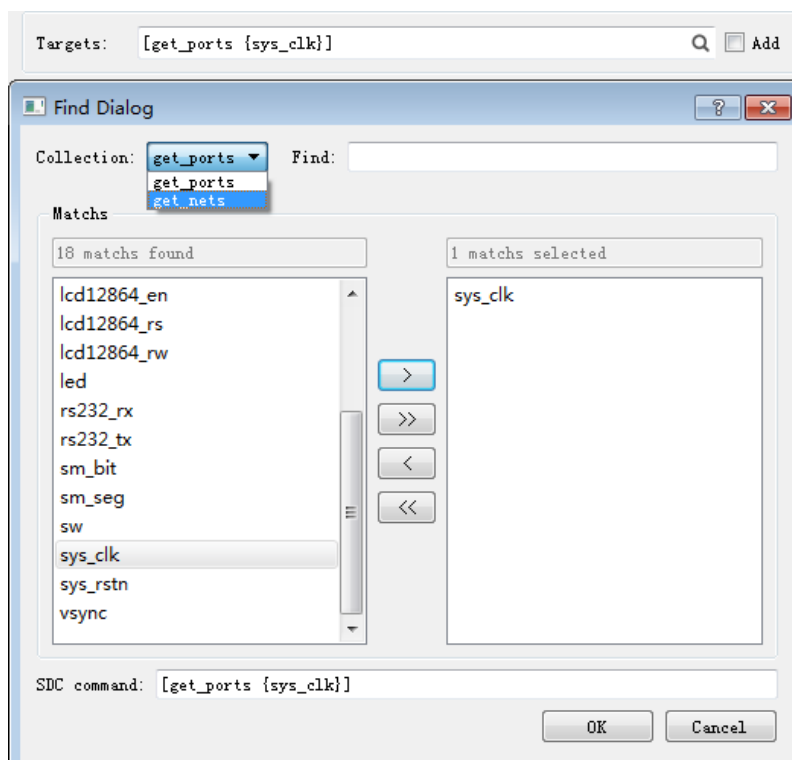 Targets: [get_ports {sys_clk}] Add
Find Dialog
Collection: get_ports Find:
get_ports
get_nets
Matchs
18 matchs found 1 matchs selected
lcd12864_en sys_clk
lcd12864_rs
lcd12864_rw
led
>
rs232_rx
>>
rs232_tx
sm_bit
<
sm_seg
<<
sw
sys_clk
sys_rstn
vsync
SDC command: [get_ports {sys_clk}]
OK Cancel